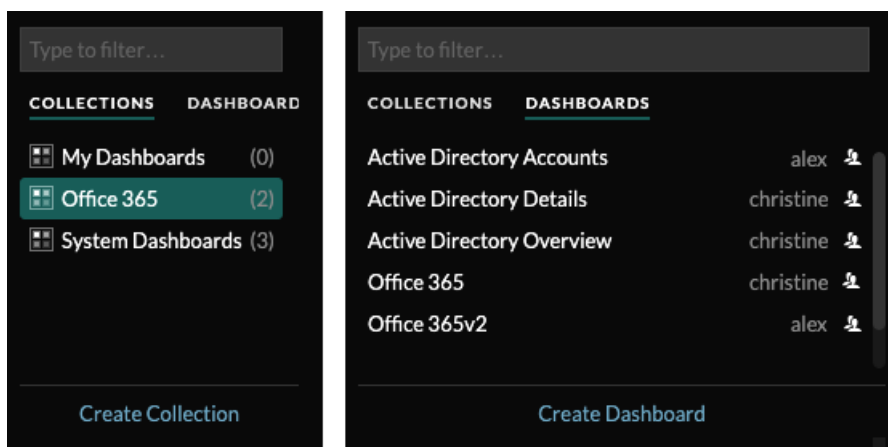 Type to filter...
COLLECTIONS DASHBOARD
My Dashboards (0)
Office 365 (2)
System Dashboards (3)
Create Collection
Type to filter...
COLLECTIONS DASHBOARDS
Active Directory Accounts alex
Active Directory Details christine
Active Directory Overview christine
Office 365 christine
Office 365v2 alex
Create Dashboard